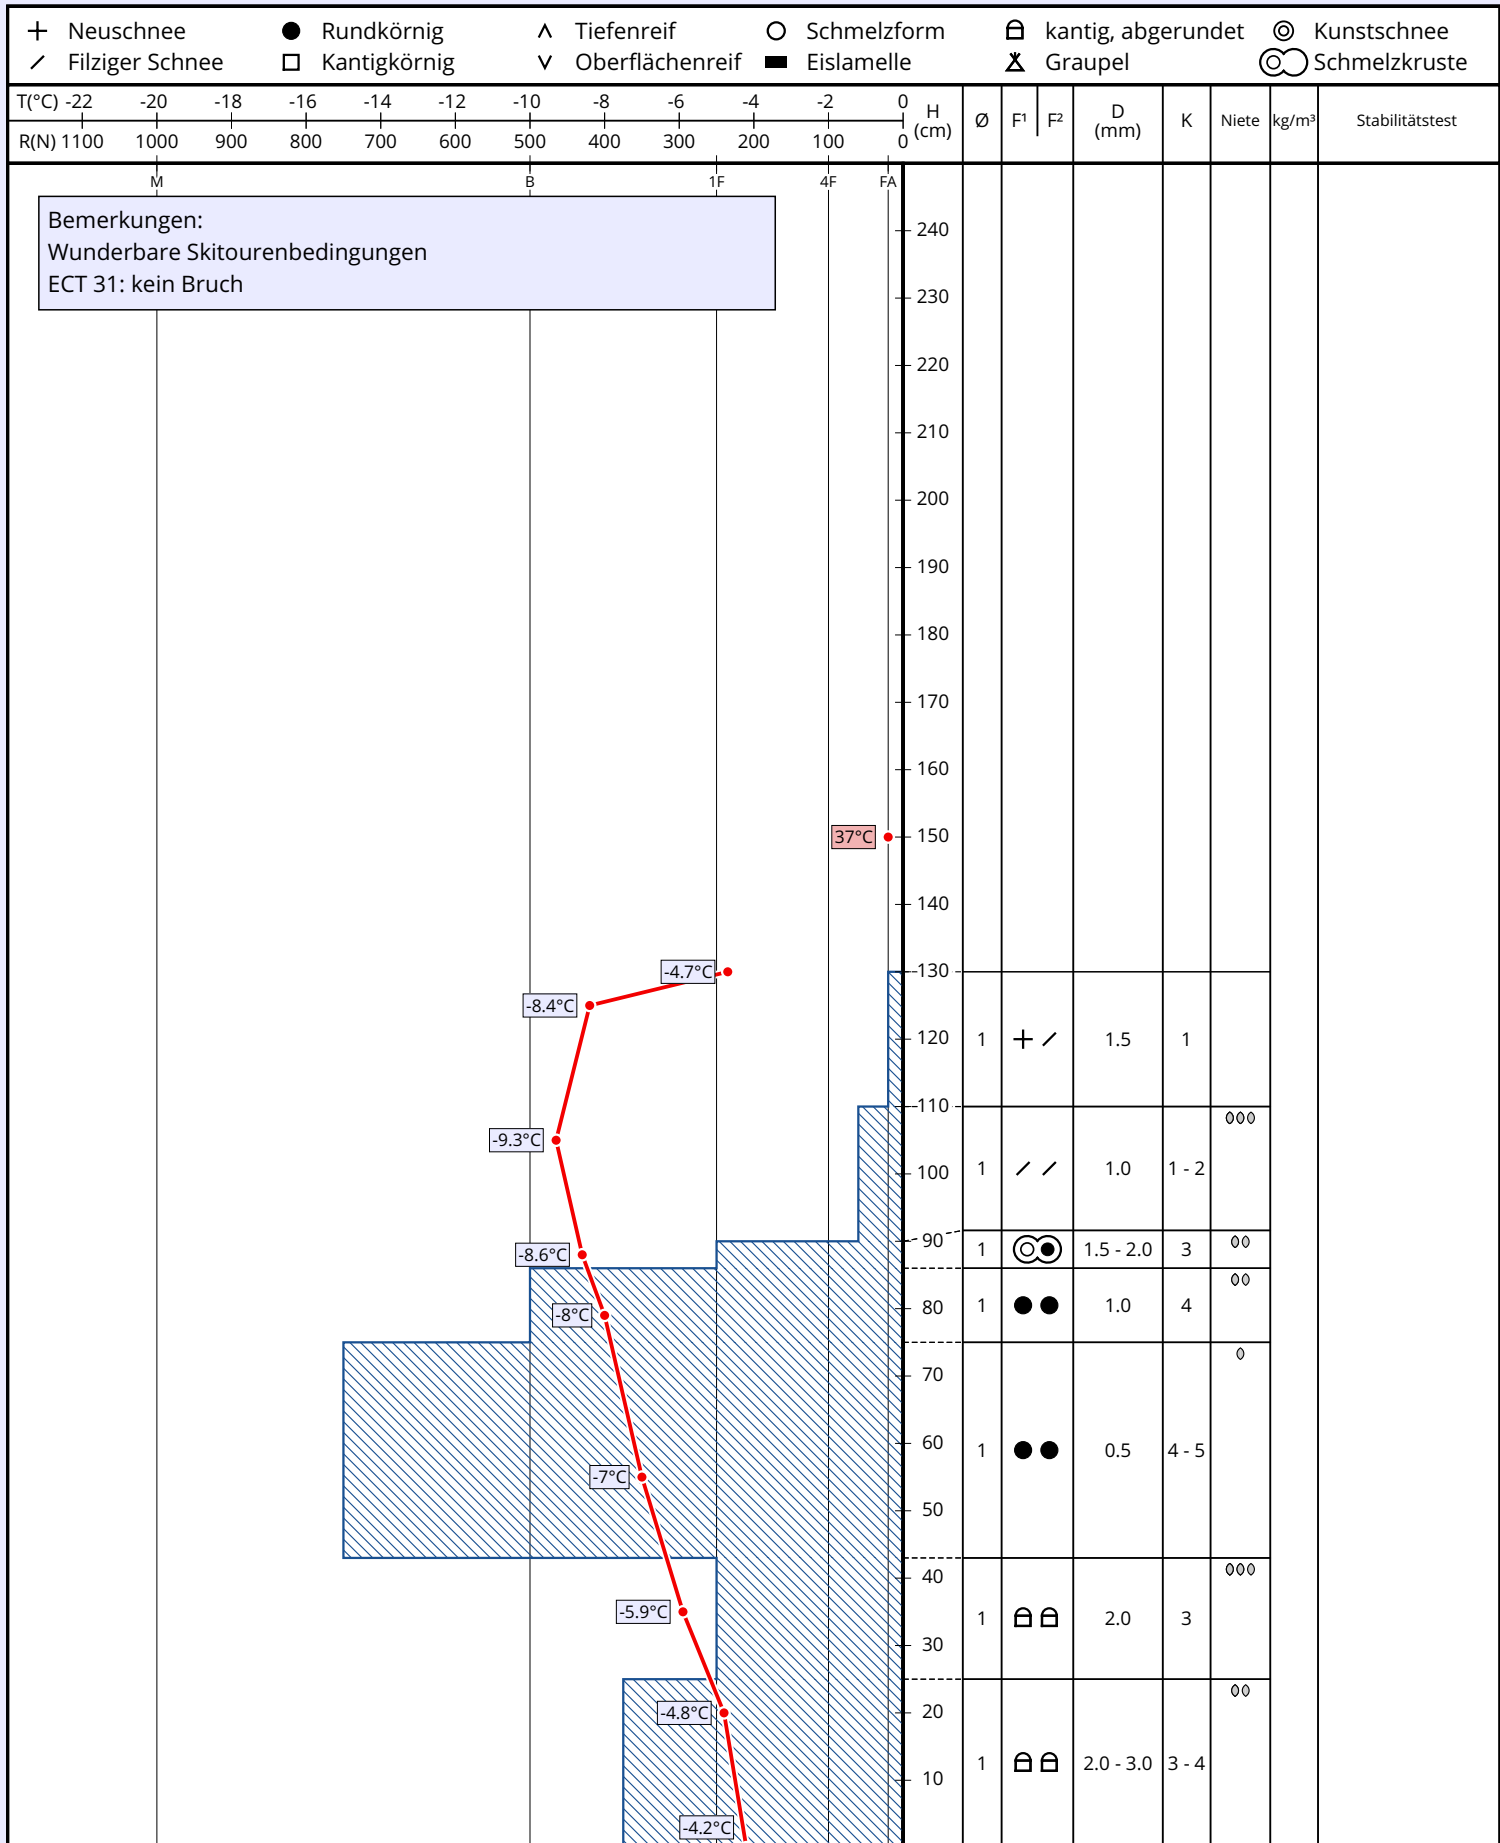 Neuschnee Rundkörnig Tiefenreif Schmelzform kantig, abgerundet Kunstschnee
Filziger Schnee Kantigkörnig Oberflächenreif Eislamelle Graupel Schmelzkruste
T(°C) -22 -20 -18 -16 -14 -12 -10 -8 -6 -4 -2 0
R(N) 1100 1000 900 800 700 600 500 400 300 200 100 0
H (cm) Ø F¹ F² D (mm) K Niete kg/m³ Stabilitätstest
M B 1F 4F FA
Bemerkungen:
Wunderbare Skitourenbedingungen
ECT 31: kein Bruch
240
230
220
210
200
190
180
170
160
37°C 150
140
-4.7°C 130
-8.4°C
120 1 1.5 1
110
-9.3°C
100 1 1.0 1 - 2
90
-8.6°C 1 1.5 - 2.0 3
-8°C 80 1 1.0 4
70
60 1 0.5 4 - 5
-7°C
50
40
-5.9°C 1 2.0 3
30
-4.8°C 20
1 2.0 - 3.0 3 - 4
10
-4.2°C